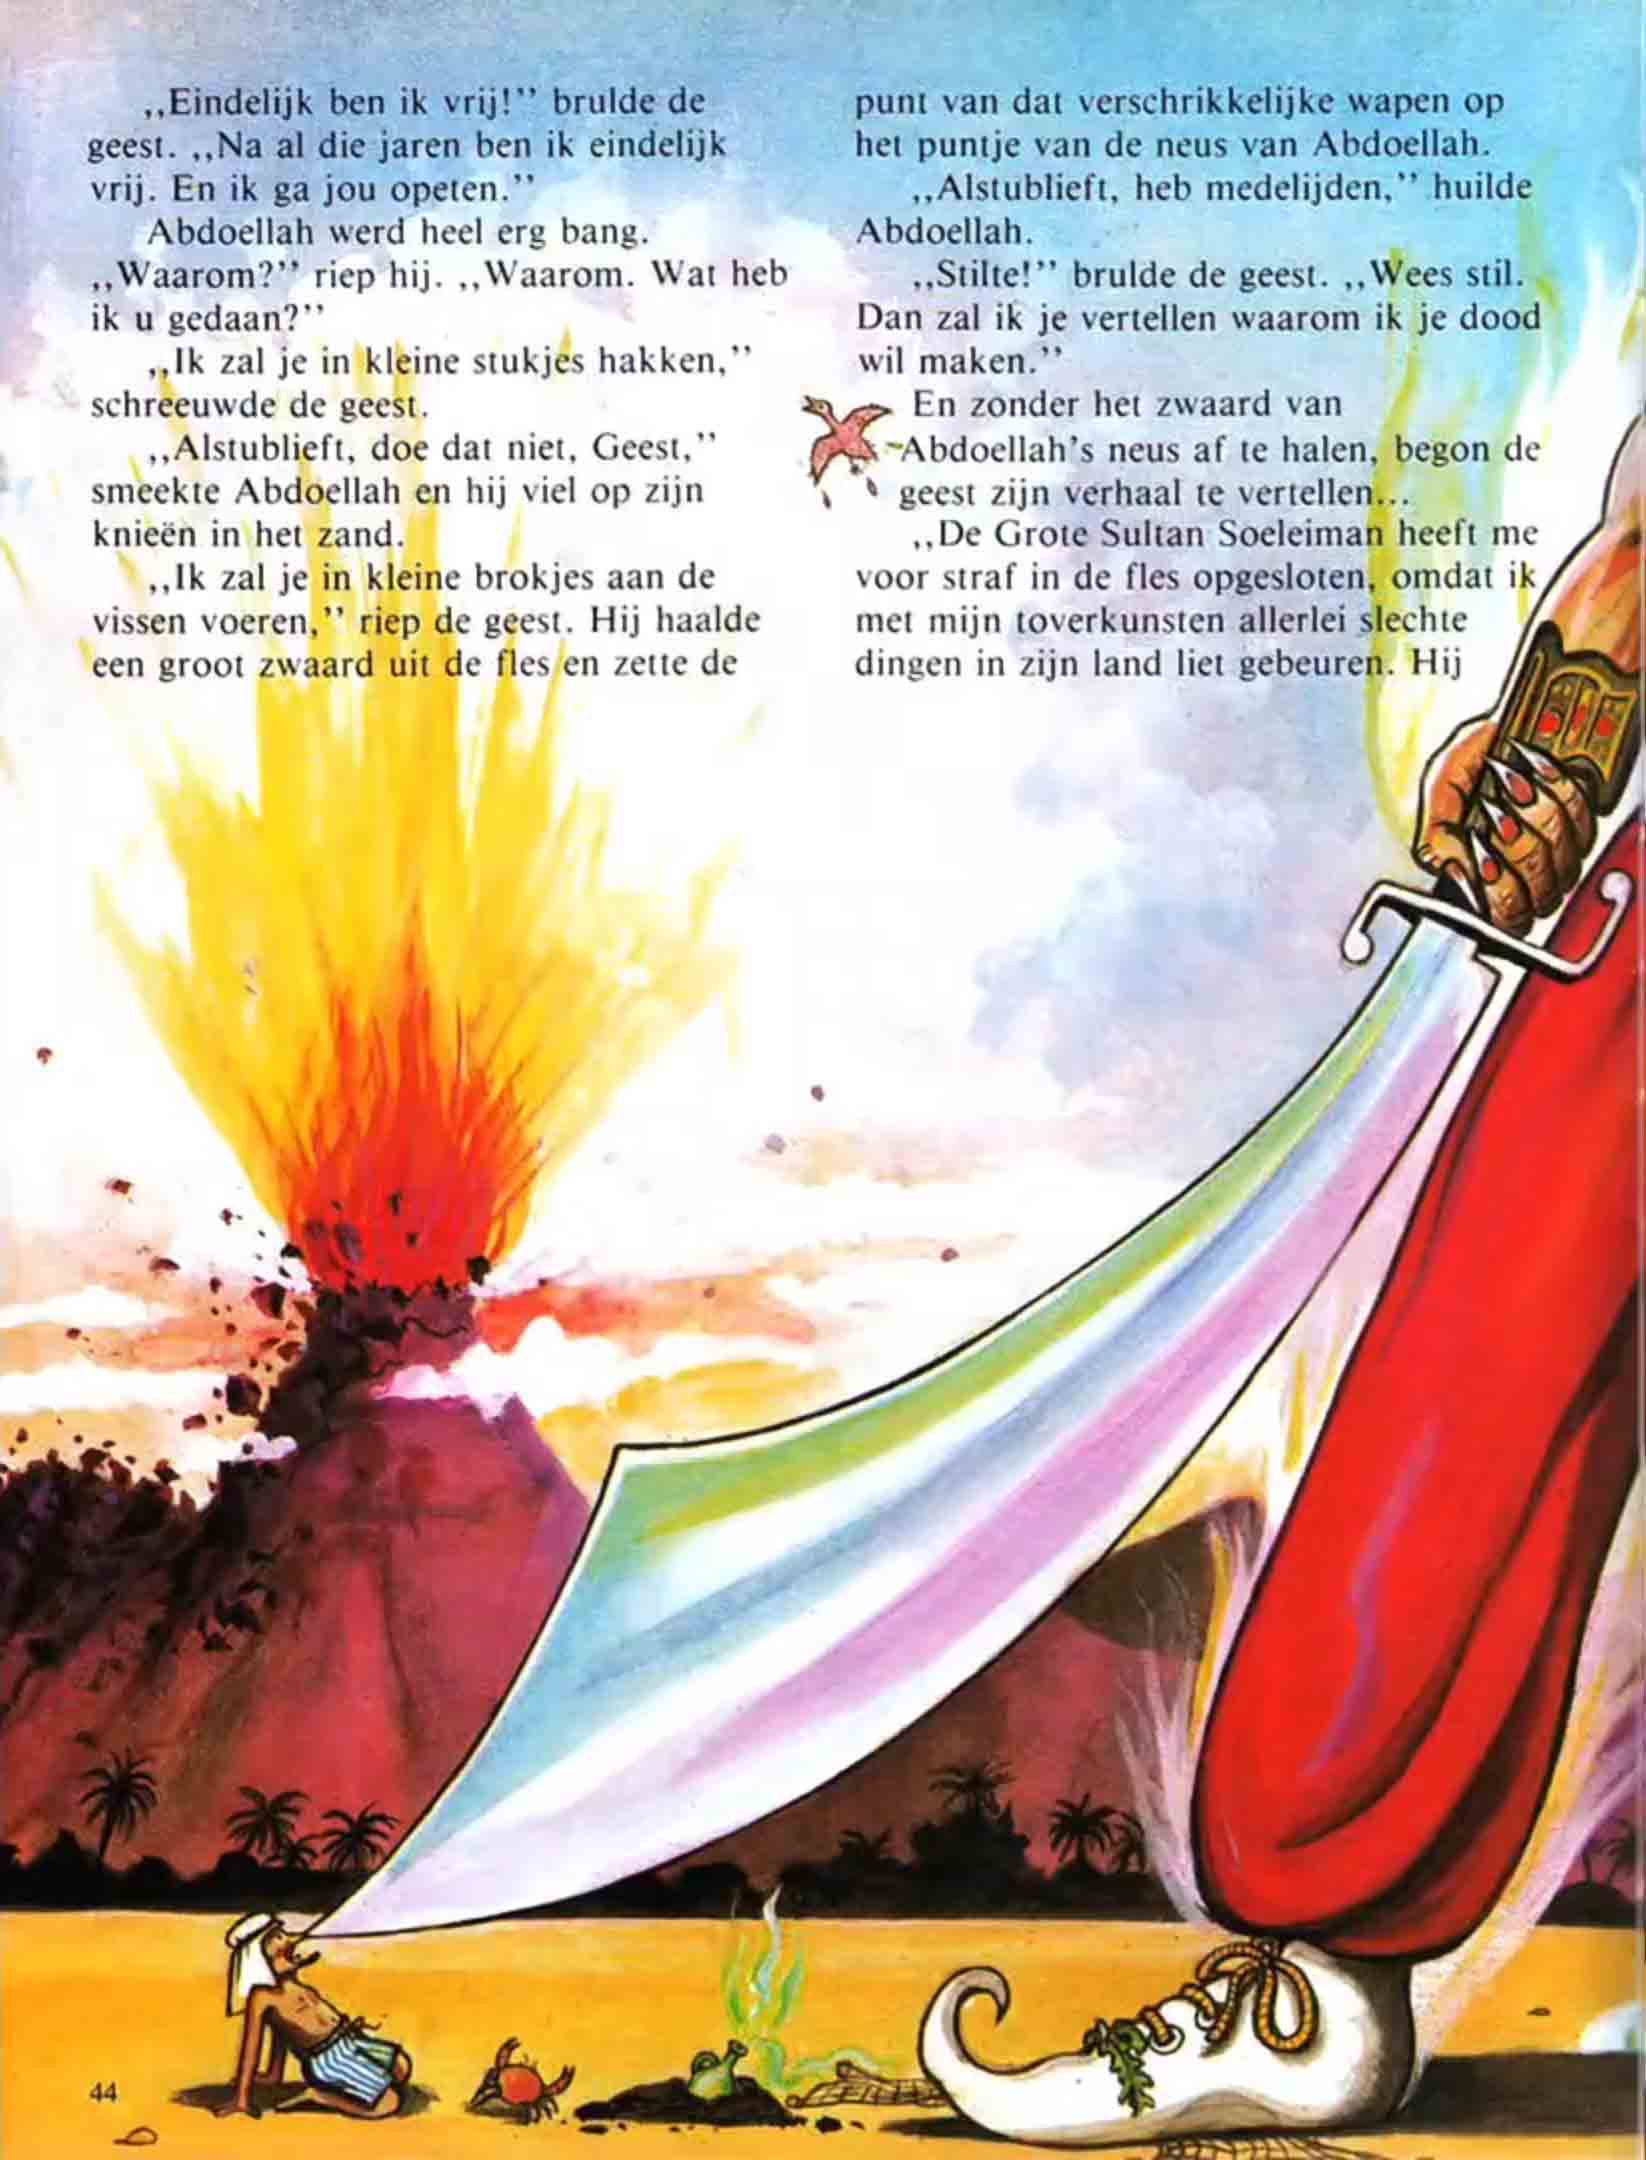 ,,Eindelijk ben ik vrij!’’ brulde de
geest. ,,Na al die jaren ben ik eindelijk
vrij. En ik ga jou opeten.’’
Abdoellah werd heel erg bang.
,,Waarom?’’ riep hij. ,,Waarom. Wat heb
ik u gedaan?’’
,,Ik zal je in kleine stukjes hakken,’’
schreeuwde de geest.
,,Alstublieft, doe dat niet, Geest,’’
smeekte Abdoellah en hij viel op zijn
knieën in het zand.
,,Ik zal je in kleine brokjes aan de
vissen voeren,’’ riep de geest. Hij haalde
een groot zwaard uit de fles en zette de
punt van dat verschrikkelijke wapen op
het puntje van de neus van Abdoellah.
,,Alstublieft, heb medelijden,’’ huilde
Abdoellah.
,,Stilte!’’ brulde de geest. ,,Wees stil.
Dan zal ik je vertellen waarom ik je dood
wil maken.’’
En zonder het zwaard van
Abdoellah’s neus af te halen, begon de
geest zijn verhaal te vertellen...
,,De Grote Sultan Soeleiman heeft me
voor straf in de fles opgesloten, omdat ik
met mijn toverkunsten allerlei slechte
dingen in zijn land liet gebeuren. Hij
44